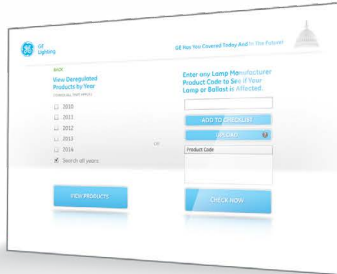 GE
Lighting
GE Has You Covered Today And In The Future
BACK
View Deregulated
Products by Year
2010
2011
2012
2013
2014
Search all years
VIEW PRODUCTS
OR
Enter any Lamp Manufacturer
Product Code to See if Your
Lamp or Ballast is Affected.
ADD TO CHECKLIST
UPLOAD
Product Code
CHECK NOW